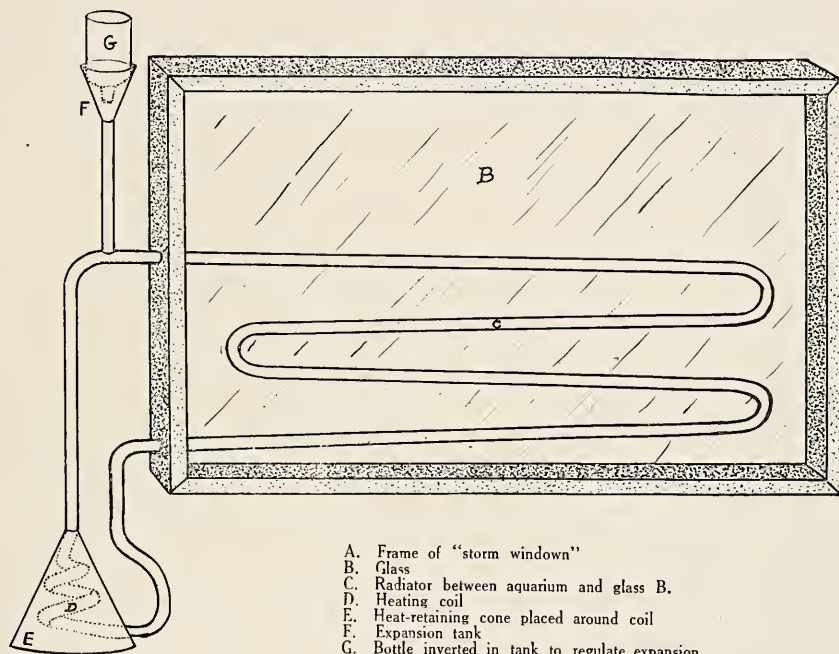 G
F
B
C
D
E
A. Frame of "storm windown"
B. Glass
C. Radiator between aquarium and glass B.
D. Heating coil
E. Heat-retaining cone placed around coil
F. Expansion tank
G. Bottle inverted in tank to regulate expansion